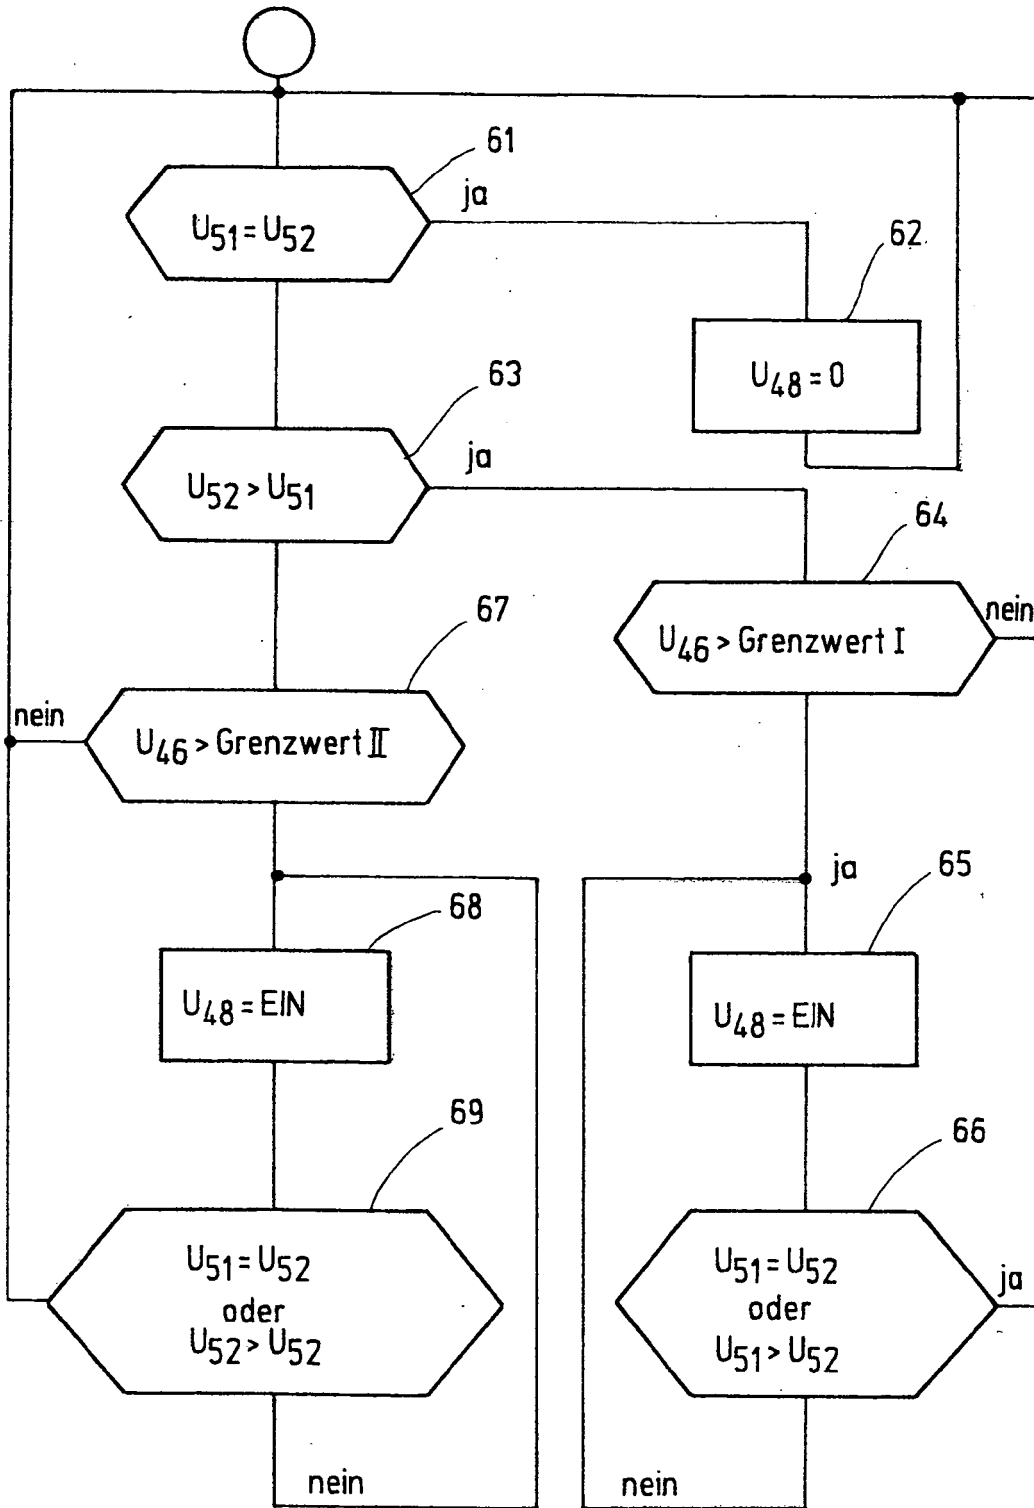 61
ja
U51 = U52
62
U48 = 0
63
ja
U52 > U51
64
nein
U46 > Grenzwert I
67
nein
U46 > Grenzwert II
ja
65
68
U48 = EIN
U48 = EIN
69
66
U51 = U52
oder
U52 > U52
U51 = U52
oder
U51 > U52
ja
nein
nein